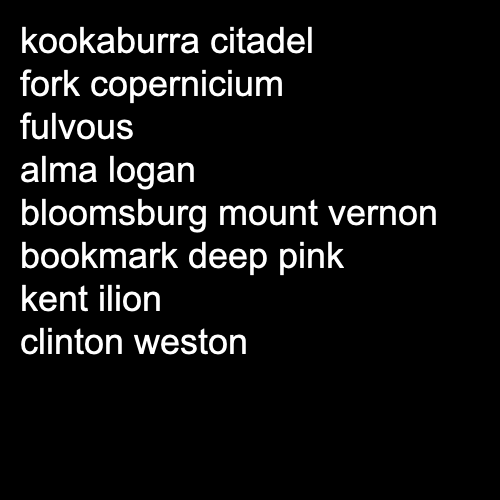 kookaburra citadel
fork copernicium
fulvous
alma logan
bloomsburg mount vernon
bookmark deep pink
kent ilion
clinton weston